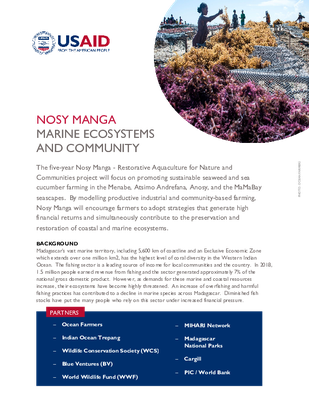 USAID
FROM THE AMERICAN PEOPLE
NOSY MANGA
MARINE ECOSYSTEMS
AND COMMUNITY
The five-year Nosy Manga - Restorative Aquaculture for Nature and
Communities project will focus on promoting sustainable seaweed and sea
cucumber farming in the Menabe, Atsimo Andrefana, Anosy, and the MaMaBay
seascapes. By modelling productive industrial and community-based farming,
Nosy Manga will encourage farmers to adopt strategies that generate high
financial returns and simultaneously contribute to the preservation and
restoration of coastal and marine ecosystems.
BACKGROUND
Madagascar's vast marine territory, including 5,600 km of coastline and an Exclusive Economic Zone
which extends over one million km2, has the highest level of coral diversity in the Western Indian
Ocean. The fishing sector is a leading source of income for local communities and the country. In 2018,
1.5 million people earned revenue from fishing and the sector generated approximately 7% of the
national gross domestic product. However, as demands for these marine and coastal resources
increase, their ecosystems have become highly threatened. An increase of overfishing and harmful
fishing practices has contributed to a decline in marine species across Madagascar. Diminished fish
stocks have put the many people who rely on this sector under increased financial pressure.
PARTNERS
– Ocean Farmers
– Indian Ocean Trepang
– Wildlife Conservation Society (WCS)
– Blue Ventures (BV)
– World Wildlife Fund (WWF)
– MIHARI Network
– Madagascar
National Parks
– Cargill
– PIC / World Bank